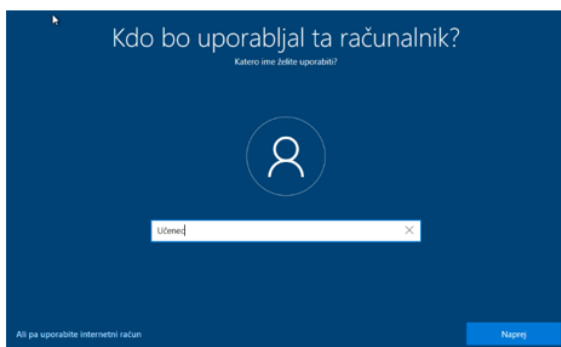 Kdo bo uporabljal ta računalnik?
Katero ime želite uporabiti?
Učenec
Ali pa uporabite internetni račun
Naprej